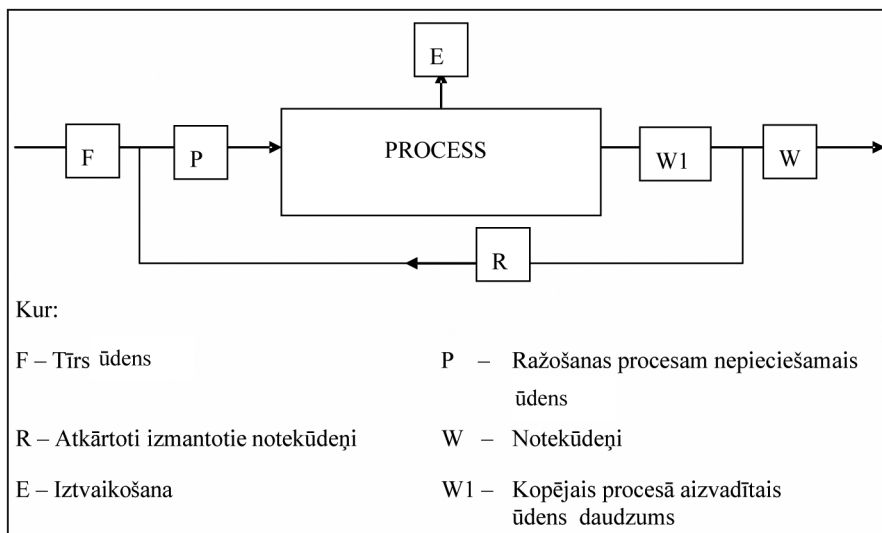 E
F
P
PROCESS
W1
W
R
Kur:
F – Tīrs ūdens
P – Ražošanas procesam nepieciešamais
ūdens
R – Atkārtoti izmantotie notekūdeņi
W – Notekūdeņi
E – Iztvaikošana
W1 – Kopējais procesā aizvadītais
ūdens daudzums